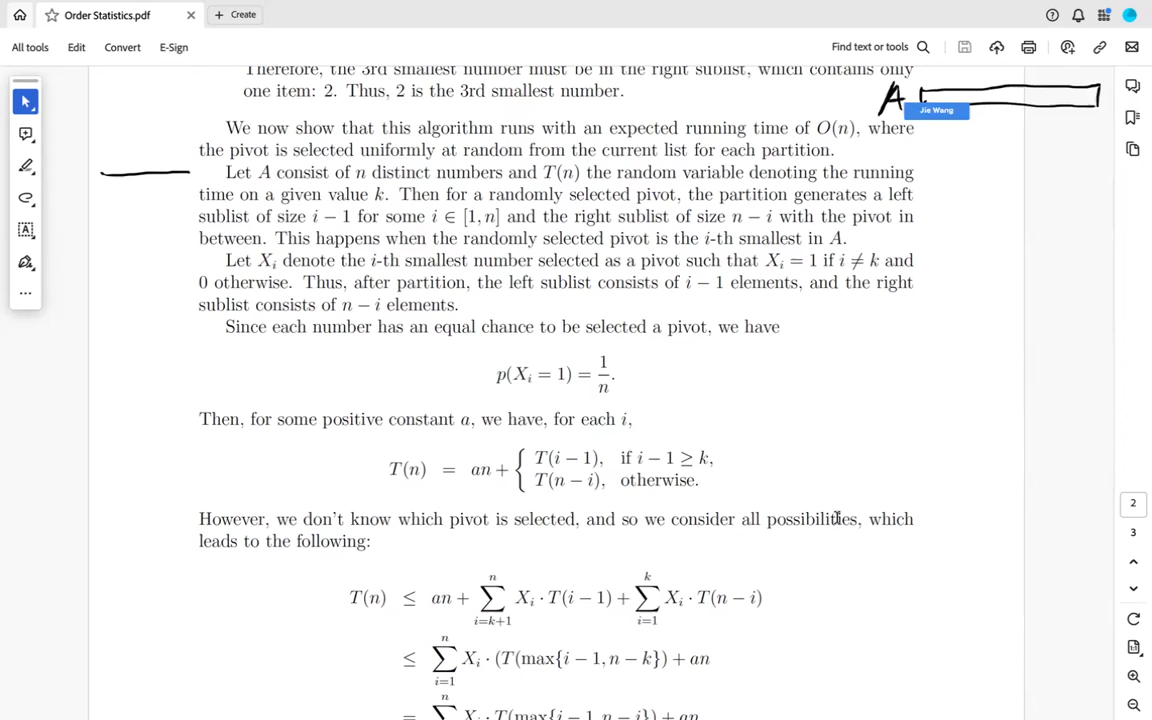 Order Statistics.pdf
Create
All tools
Edit
Convert
E-Sign
Find text or tools
Therefore, the 3rd smallest number must be in the right sublist, which contains only
one item: 2. Thus, 2 is the 3rd smallest number.
A
Jie Wang
We now show that this algorithm runs with an expected running time of O(n), where
the pivot is selected uniformly at random from the current list for each partition.
Let A consist of n distinct numbers and T(n) the random variable denoting the running
time on a given value k. Then for a randomly selected pivot, the partition generates a left
sublist of size i − 1 for some i ∈ [1, n] and the right sublist of size n − i with the pivot in
between. This happens when the randomly selected pivot is the i-th smallest in A.
Let Xᵢ denote the i-th smallest number selected as a pivot such that Xᵢ = 1 if i ≠ k and
0 otherwise. Thus, after partition, the left sublist consists of i − 1 elements, and the right
sublist consists of n − i elements.
Since each number has an equal chance to be selected a pivot, we have
p(Xᵢ = 1) = 1/n.
Then, for some positive constant a, we have, for each i,
T(n) = an + { T(i − 1), if i − 1 ≥ k,
T(n − i), otherwise.
However, we don't know which pivot is selected, and so we consider all possibilities, which
leads to the following:
T(n) ≤ an + ∑_{i=k+1}^{n} Xᵢ · T(i − 1) + ∑_{i=1}^{k} Xᵢ · T(n − i)
≤ ∑_{i=1}^{n} Xᵢ · (T(max{i − 1, n − k}) + an
= ∑^{n} Xᵢ · T(max{i − 1, n − i}) + an
2
3